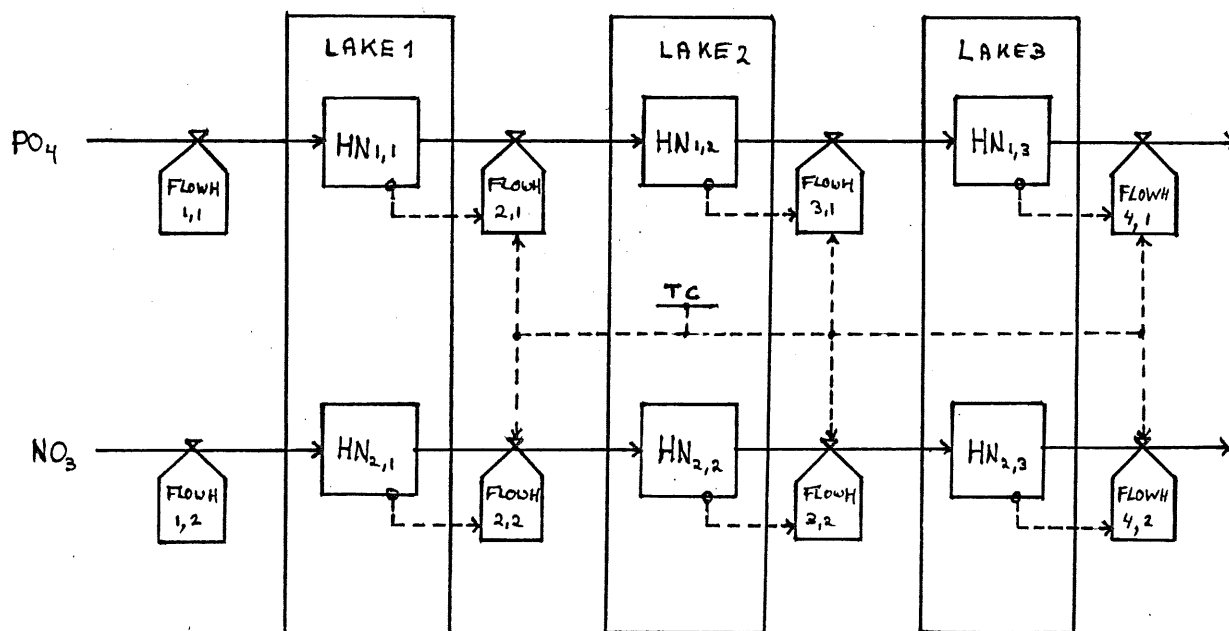 LAKE 1
LAKE 2
LAKE 3
PO4
HN1,1
HN1,2
HN1,3
FLOWH
1,1
FLOWH
2,1
FLOWH
3,1
FLOWH
4,1
TC
NO3
HN2,1
HN2,2
HN2,3
FLOWH
1,2
FLOWH
2,2
FLOWH
3,2
FLOWH
4,2